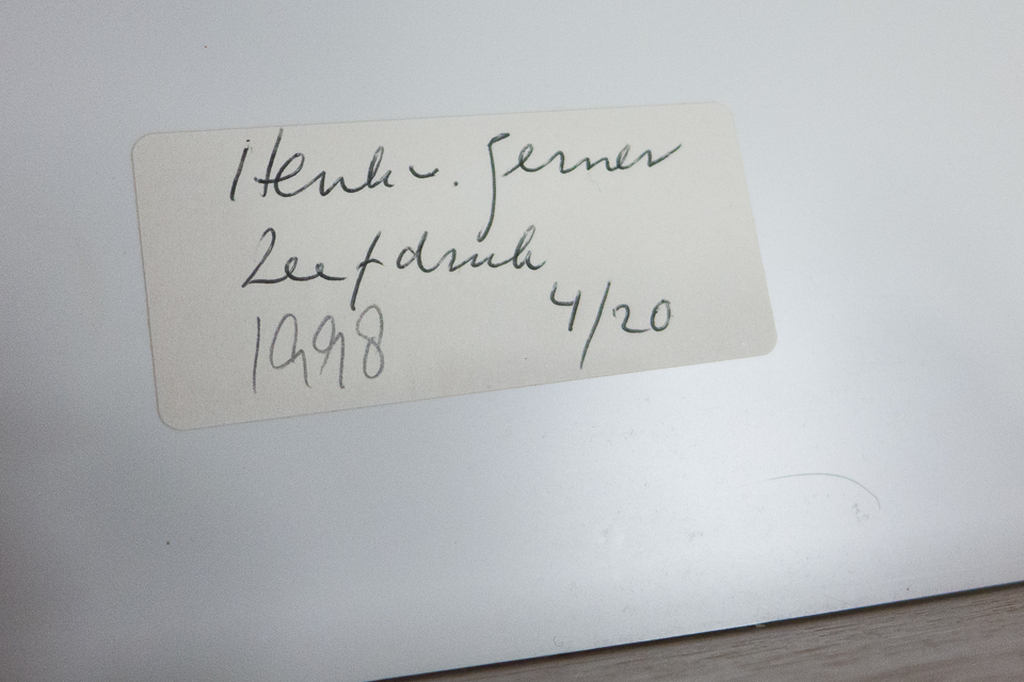 Henk v. Gerner
Zeefdruk
1998 4/20